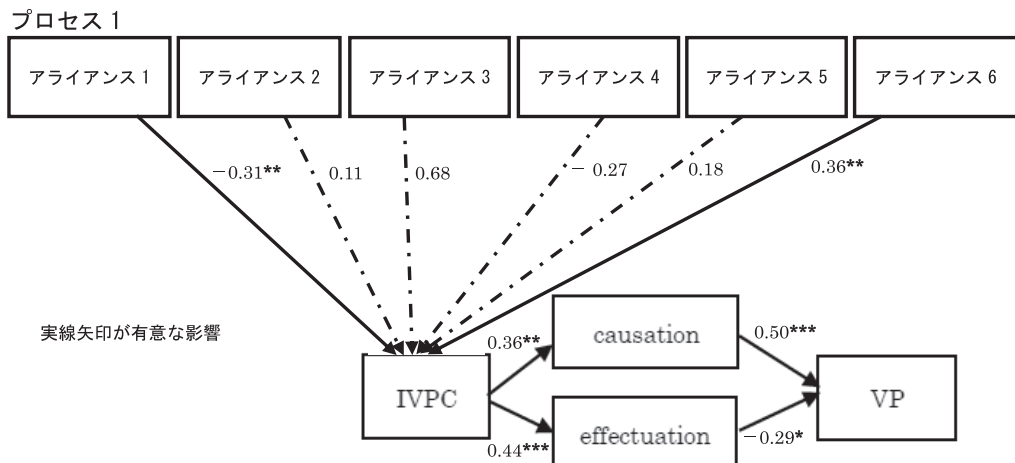 プロセス 1
アライアンス 1
アライアンス 2
アライアンス 3
アライアンス 4
アライアンス 5
アライアンス 6
－0.31**
0.11
0.68
－ 0.27
0.18
0.36**
実線矢印が有意な影響
0.36**
causation
0.50***
IVPC
VP
0.44***
effectuation
－0.29*